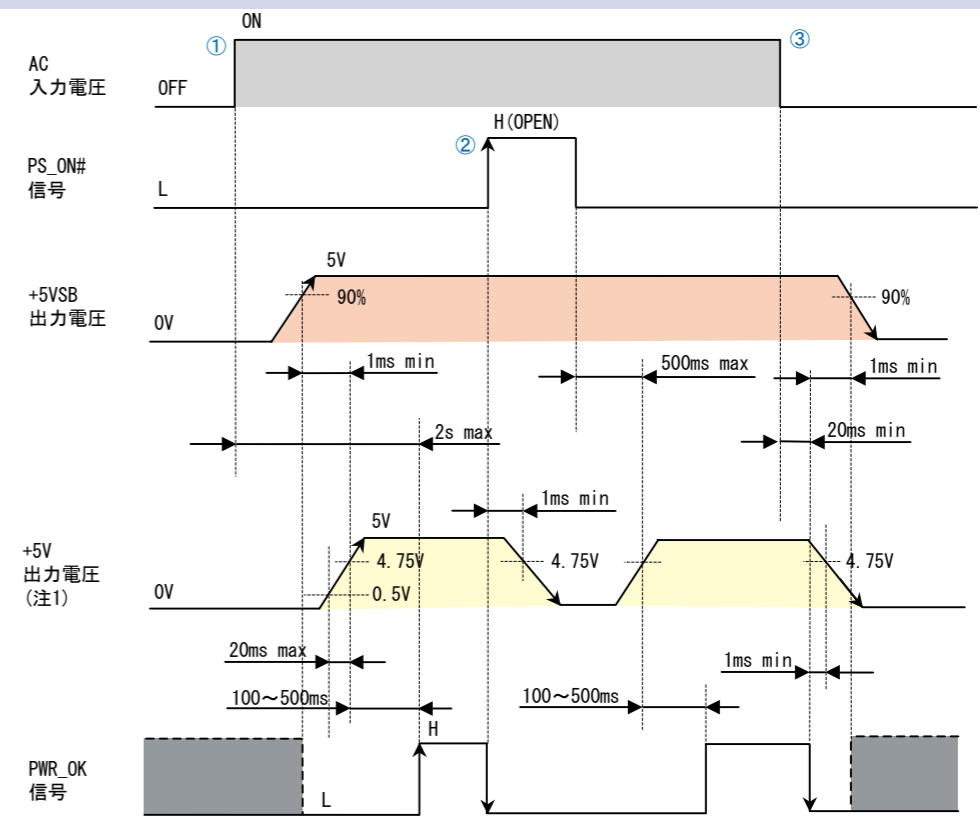 ON
①
③
AC
入力電圧
OFF
H(OPEN)
②
PS_ON#
信号
L
5V
+5VSB
出力電圧
90%
90%
0V
1ms min
500ms max
1ms min
2s max
20ms min
1ms min
5V
+5V
出力電圧
(注1)
4.75V
4.75V
4.75V
0V
0.5V
20ms max
1ms min
100～500ms
100～500ms
H
PWR_OK
信号
L